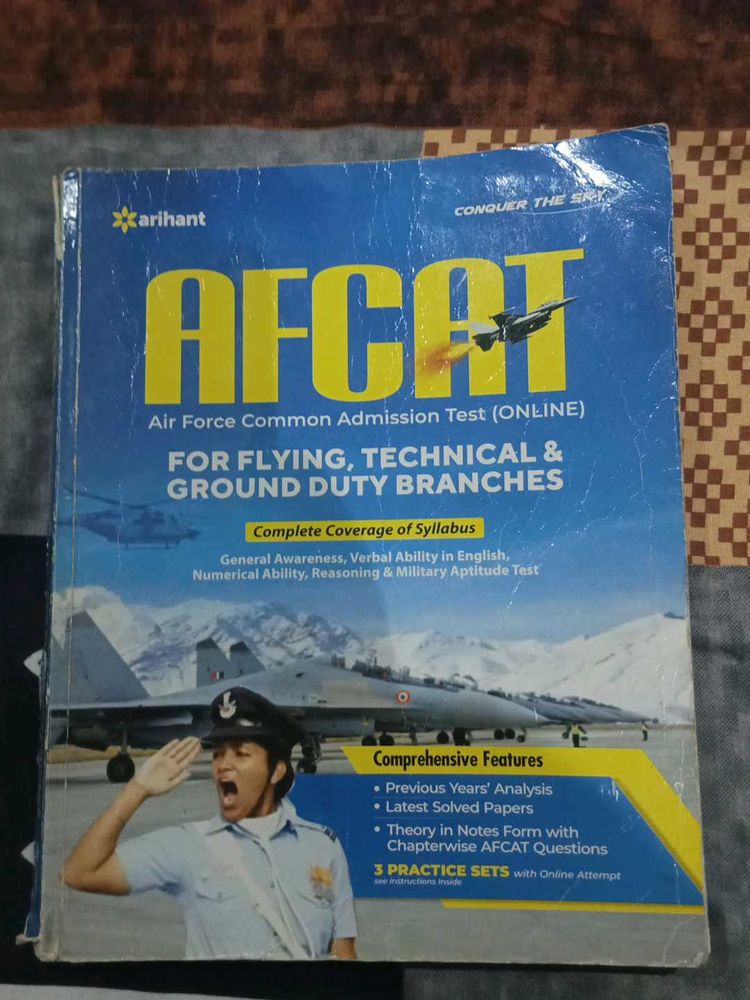 arihant
CONQUER THE SKY
AFCAT
Air Force Common Admission Test (ONLINE)
FOR FLYING, TECHNICAL &
GROUND DUTY BRANCHES
Complete Coverage of Syllabus
General Awareness, Verbal Ability in English,
Numerical Ability, Reasoning & Military Aptitude Test
Comprehensive Features
• Previous Years' Analysis
• Latest Solved Papers
• Theory in Notes Form with
Chapterwise AFCAT Questions
3 PRACTICE SETS with Online Attempt
see instructions inside